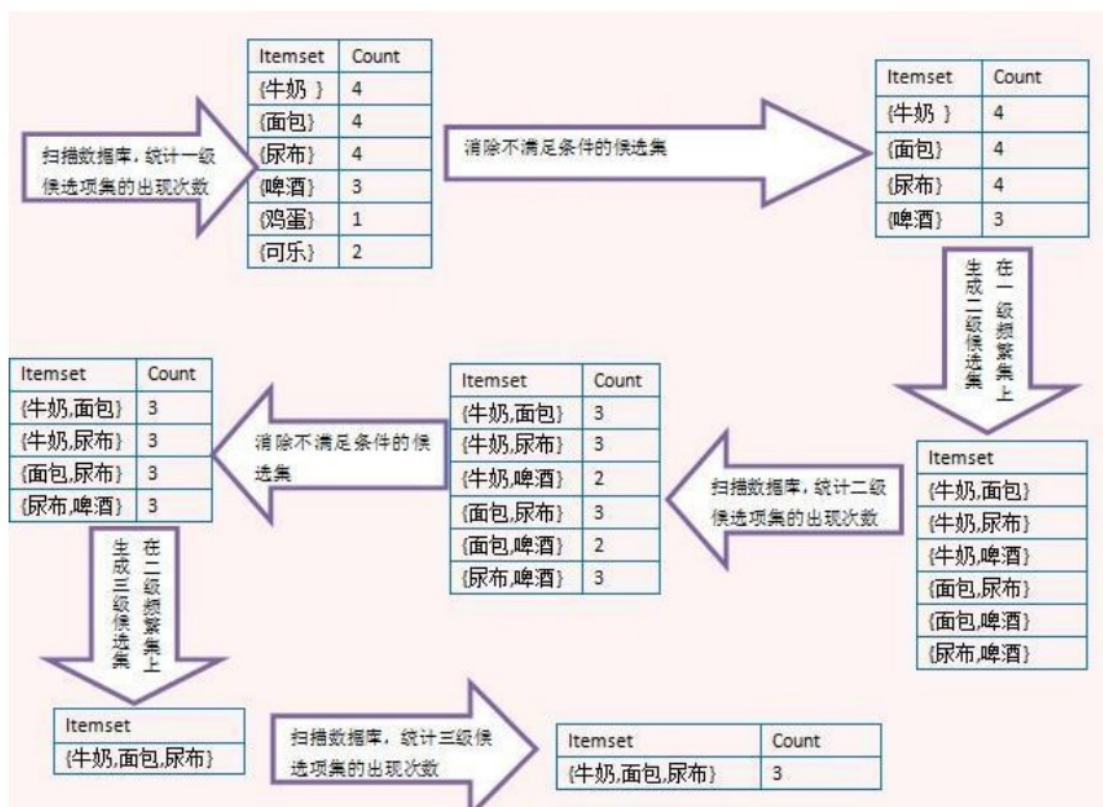 扫描数据库，统计一级
候选项集的出现次数
Itemset Count
{牛奶 } 4
{面包} 4
{尿布} 4
{啤酒} 3
{鸡蛋} 1
{可乐} 2
消除不满足条件的候选集
Itemset Count
{牛奶 } 4
{面包} 4
{尿布} 4
{啤酒} 3
在一级频繁集上
生成二级候选集
Itemset
{牛奶,面包}
{牛奶,尿布}
{牛奶,啤酒}
{面包,尿布}
{面包,啤酒}
{尿布,啤酒}
扫描数据库，统计二级
候选项集的出现次数
Itemset Count
{牛奶,面包} 3
{牛奶,尿布} 3
{牛奶,啤酒} 2
{面包,尿布} 3
{面包,啤酒} 2
{尿布,啤酒} 3
消除不满足条件的候
选集
Itemset Count
{牛奶,面包} 3
{牛奶,尿布} 3
{面包,尿布} 3
{尿布,啤酒} 3
在二级频繁集上
生成三级候选集
Itemset
{牛奶,面包,尿布}
扫描数据库，统计三级候
选项集的出现次数
Itemset Count
{牛奶,面包,尿布} 3